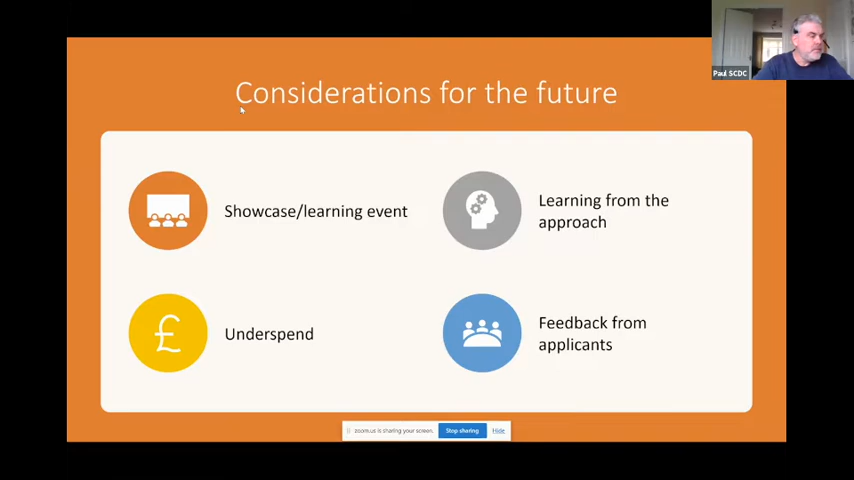 Paul SCDC
Considerations for the future
Showcase/learning event
Learning from the
approach
£
Underspend
Feedback from
applicants
zoom.us is sharing your screen.
Stop sharing
Hide